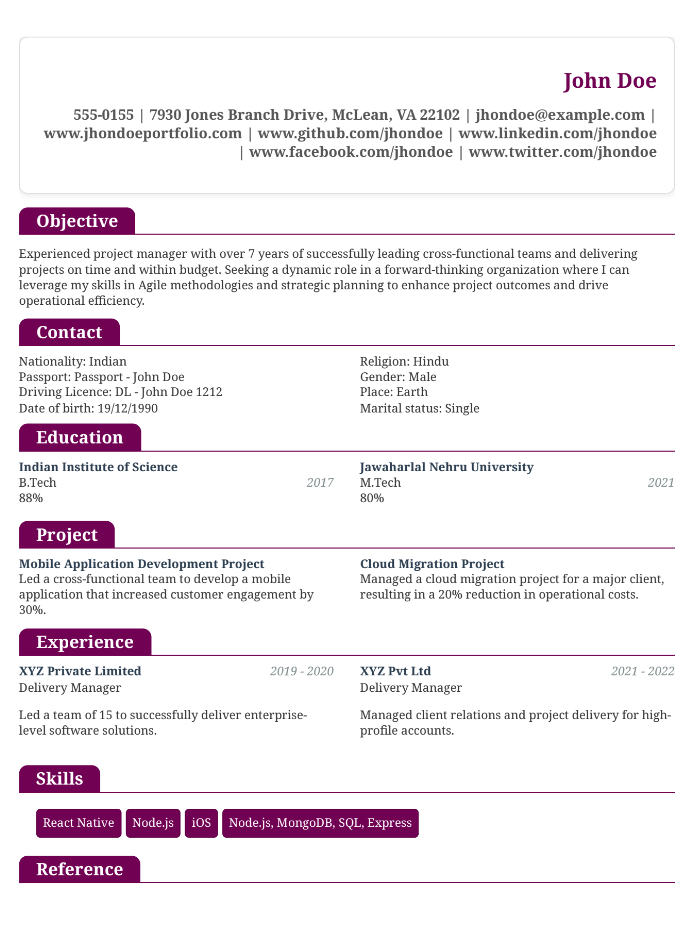 John Doe
555-0155 | 7930 Jones Branch Drive, McLean, VA 22102 | jhondoe@example.com |
www.jhondoeportfolio.com | www.github.com/jhondoe | www.linkedin.com/jhondoe
| www.facebook.com/jhondoe | www.twitter.com/jhondoe
Objective
Experienced project manager with over 7 years of successfully leading cross-functional teams and delivering
projects on time and within budget. Seeking a dynamic role in a forward-thinking organization where I can
leverage my skills in Agile methodologies and strategic planning to enhance project outcomes and drive
operational efficiency.
Contact
Nationality: Indian
Passport: Passport - John Doe
Driving Licence: DL - John Doe 1212
Date of birth: 19/12/1990
Religion: Hindu
Gender: Male
Place: Earth
Marital status: Single
Education
Indian Institute of Science
B.Tech 2017
88%
Jawaharlal Nehru University
M.Tech 2021
80%
Project
Mobile Application Development Project
Led a cross-functional team to develop a mobile
application that increased customer engagement by
30%.
Cloud Migration Project
Managed a cloud migration project for a major client,
resulting in a 20% reduction in operational costs.
Experience
XYZ Private Limited 2019 - 2020
Delivery Manager
Led a team of 15 to successfully deliver enterprise-
level software solutions.
XYZ Pvt Ltd 2021 - 2022
Delivery Manager
Managed client relations and project delivery for high-
profile accounts.
Skills
React Native Node.js iOS Node.js, MongoDB, SQL, Express
Reference